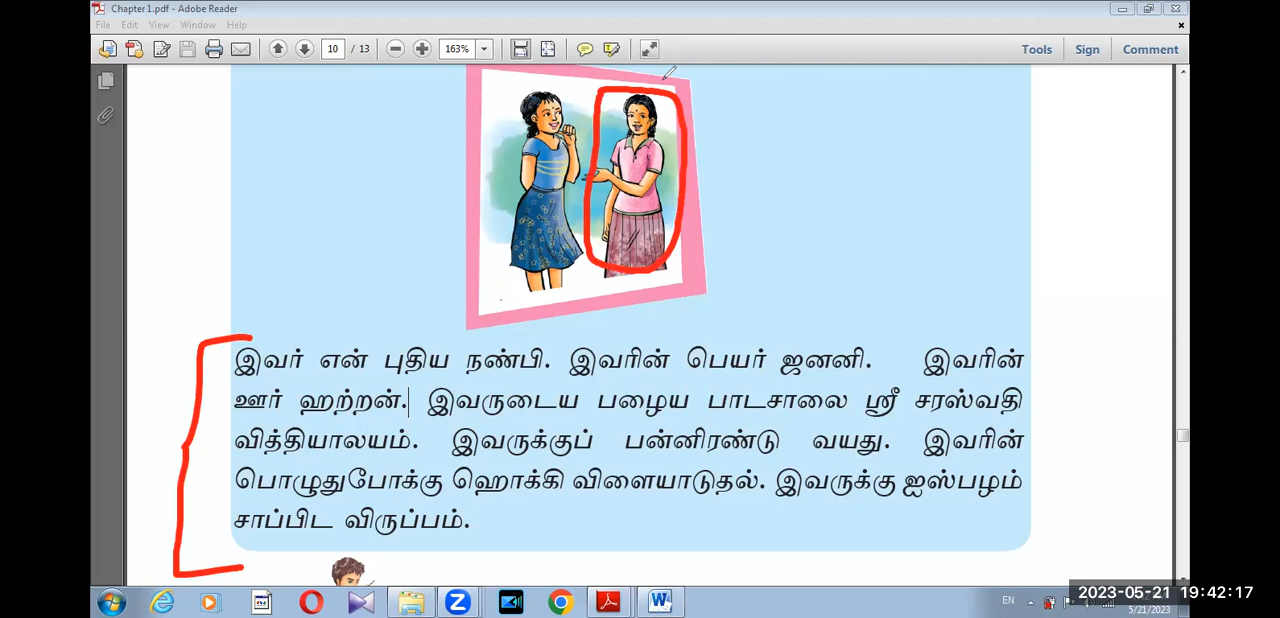 Chapter 1.pdf - Adobe Reader
File Edit View Window Help
10 / 13 163% Tools Sign Comment
இவர் என் புதிய நண்பி. இவரின் பெயர் ஜனனி. இவரின்
ஊர் ஹற்றன். இவருடைய பழைய பாடசாலை ஸ்ரீ சரஸ்வதி
வித்தியாலயம். இவருக்குப் பன்னிரண்டு வயது. இவரின்
பொழுதுபோக்கு ஹொக்கி விளையாடுதல். இவருக்கு ஐஸ்பழம்
சாப்பிட விருப்பம்.
EN
2023-05-21 19:42:17
5/21/2023